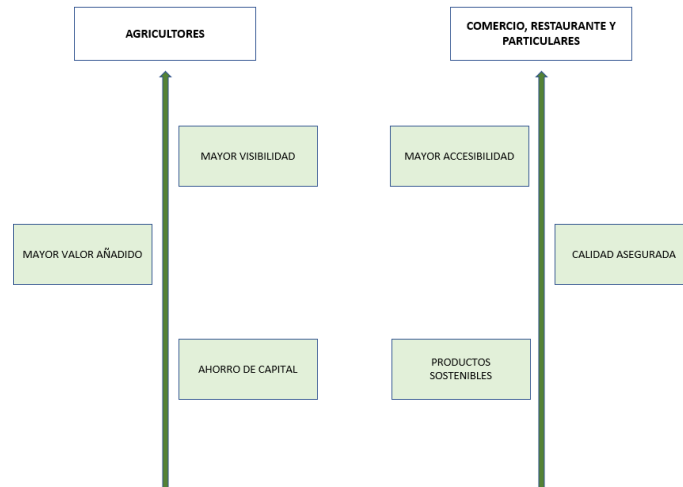 AGRICULTORES
COMERCIO, RESTAURANTE Y
PARTICULARES
MAYOR VISIBILIDAD
MAYOR ACCESIBILIDAD
MAYOR VALOR AÑADIDO
CALIDAD ASEGURADA
AHORRO DE CAPITAL
PRODUCTOS
SOSTENIBLES